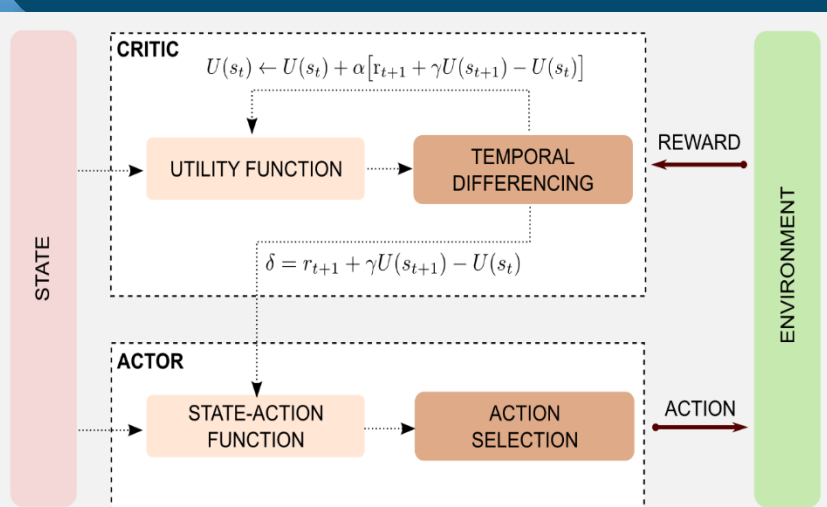 CRITIC
U(s_t) ← U(s_t) + α[r_{t+1} + γU(s_{t+1}) − U(s_t)]
UTILITY FUNCTION
TEMPORAL
DIFFERENCING
REWARD
δ = r_{t+1} + γU(s_{t+1}) − U(s_t)
STATE
ENVIRONMENT
ACTOR
STATE-ACTION
FUNCTION
ACTION
SELECTION
ACTION